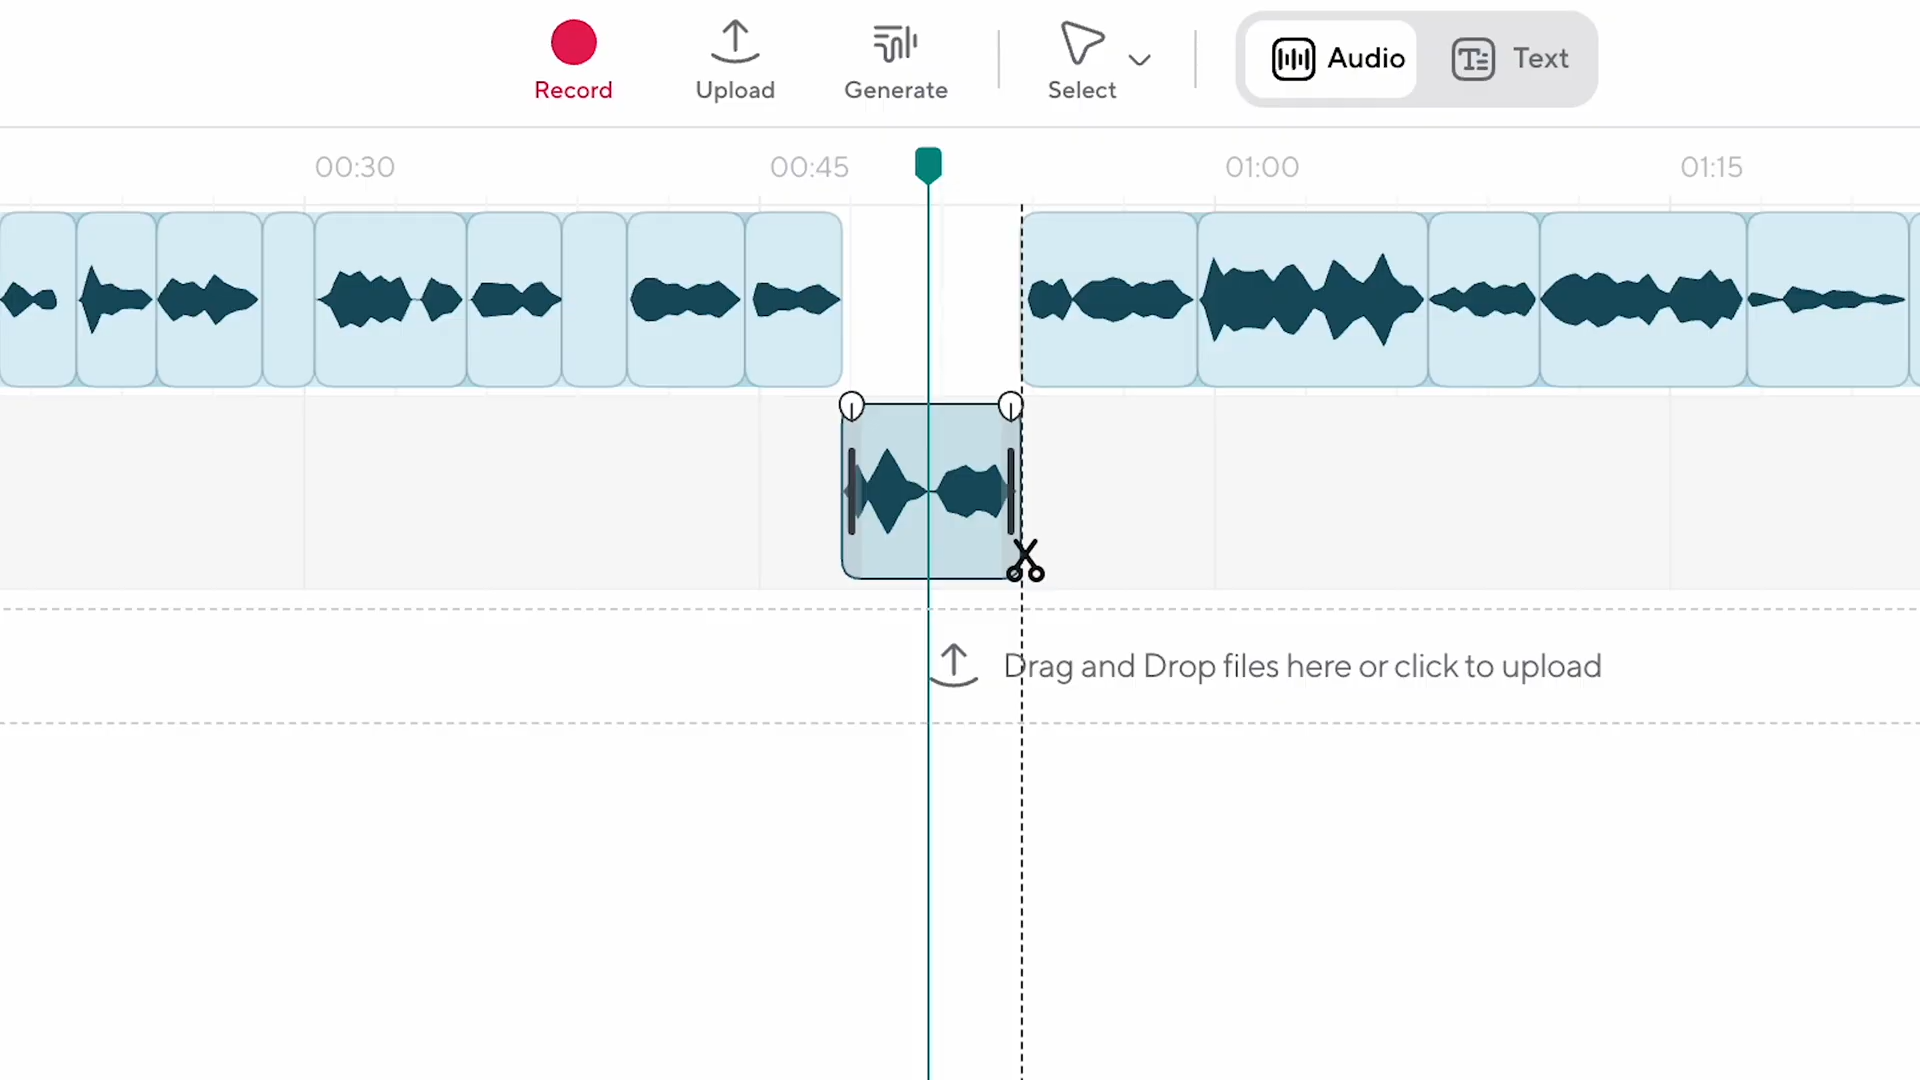 Record
Upload
Generate
Select
Audio
Text
00:30
00:45
01:00
01:15
Drag and Drop files here or click to upload